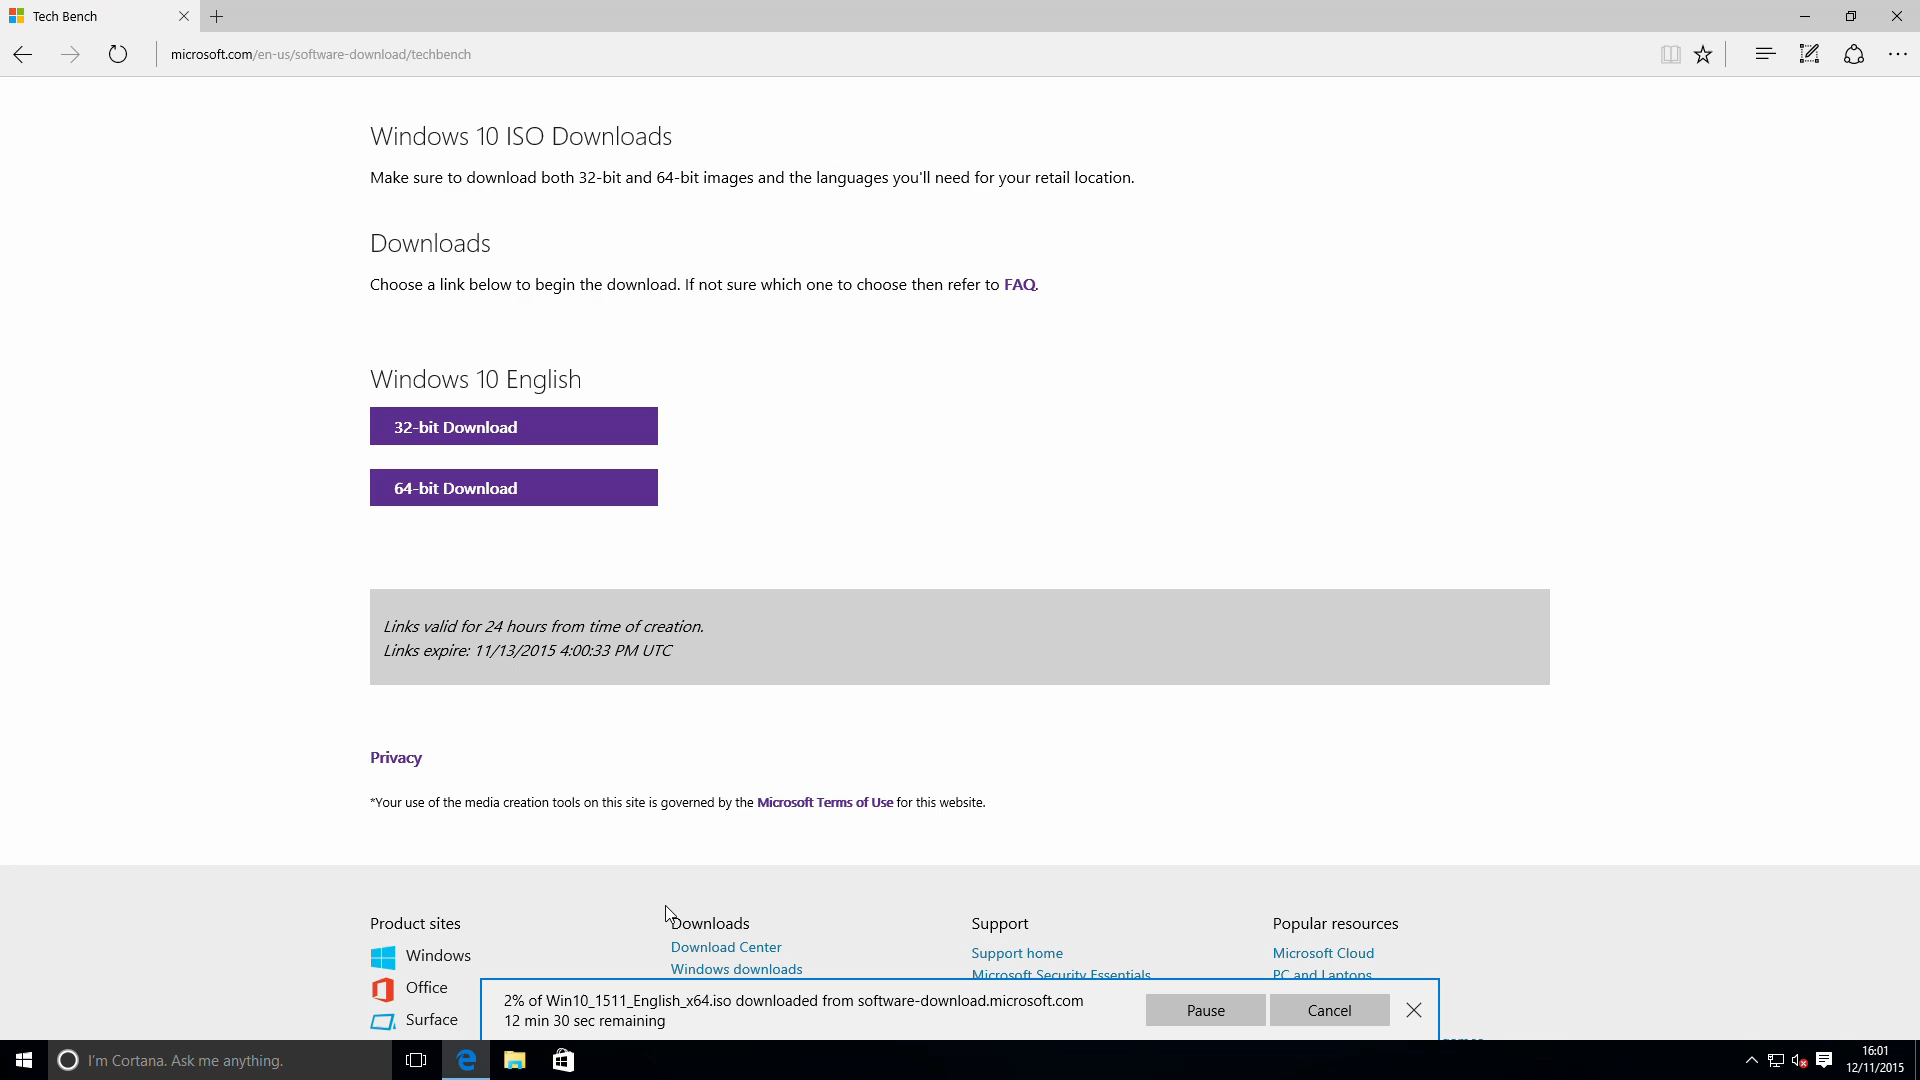 Tech Bench
microsoft.com/en-us/software-download/techbench
Windows 10 ISO Downloads
Make sure to download both 32-bit and 64-bit images and the languages you'll need for your retail location.
Downloads
Choose a link below to begin the download. If not sure which one to choose then refer to FAQ.
Windows 10 English
32-bit Download
64-bit Download
Links valid for 24 hours from time of creation.
Links expire: 11/13/2015 4:00:33 PM UTC
Privacy
*Your use of the media creation tools on this site is governed by the Microsoft Terms of Use for this website.
Product sites
Windows
Office
Surface
Downloads
Download Center
Windows downloads
Support
Support home
Microsoft Security Essentials
Popular resources
Microsoft Cloud
PC and Laptops
2% of Win10_1511_English_x64.iso downloaded from software-download.microsoft.com
12 min 30 sec remaining
Pause
Cancel
I'm Cortana. Ask me anything.
16:01
12/11/2015